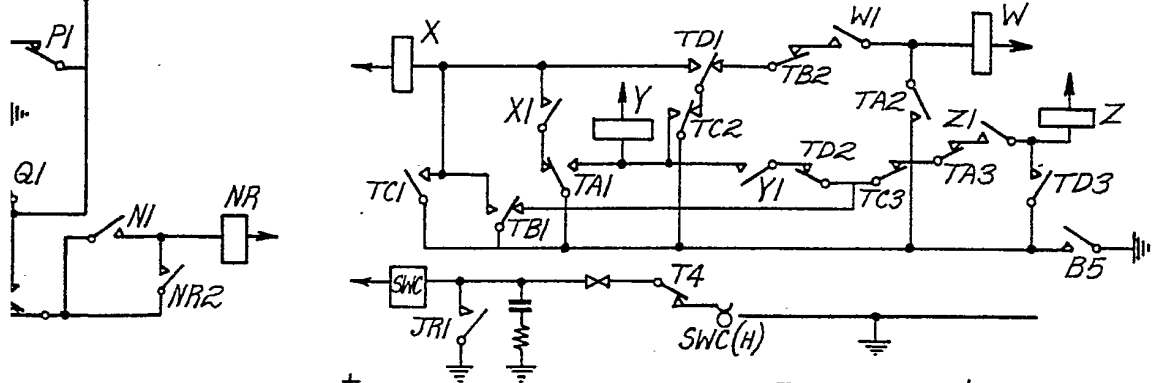 P1
X
TD1
W1
W
TB2
X1
Y
TC2
TA2
Z1
Z
Q1
NR
TC1
TA1
TD2
Y1
TC3
TA3
TD3
N1
TB1
NR2
B5
SWC
T4
JR1
SWC(H)